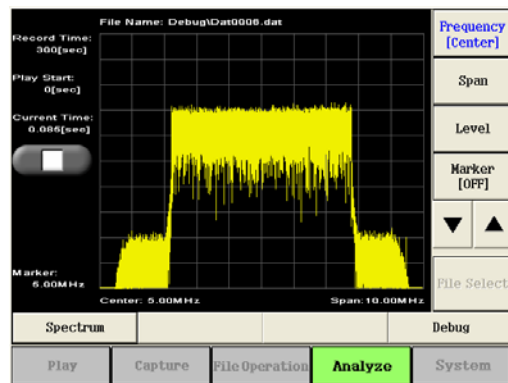 File Name: Debug\Dat0006.dat
Record Time:
300[sec]
Play Start:
0[sec]
Current Time:
0.085[sec]
Marker:
5.00MHz
Center: 5.00MHz
Span:10.00MHz
Frequency
[Center]
Span
Level
Marker
[OFF]
▼
▲
File Select
Spectrum
Debug
Play
Capture
File Operation
Analyze
System